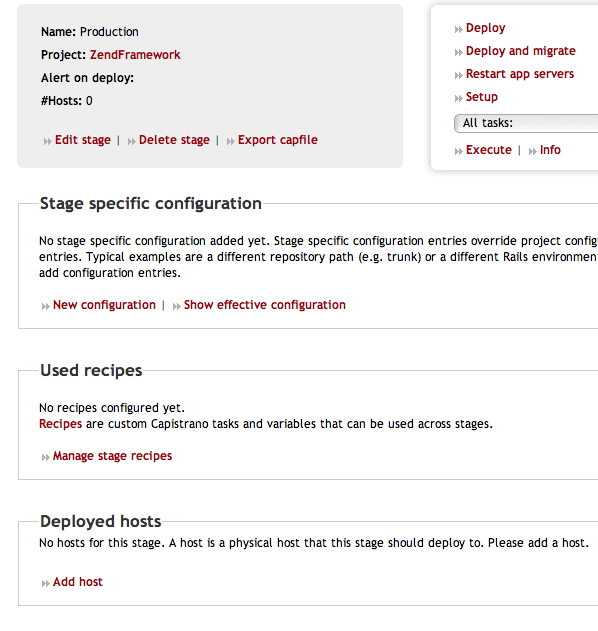 Name: Production
Project: ZendFramework
Alert on deploy:
#Hosts: 0
Edit stage | Delete stage | Export capfile
Deploy
Deploy and migrate
Restart app servers
Setup
All tasks:
Execute | Info
Stage specific configuration
No stage specific configuration added yet. Stage specific configuration entries override project config
entries. Typical examples are a different repository path (e.g. trunk) or a different Rails environmen
add configuration entries.
New configuration | Show effective configuration
Used recipes
No recipes configured yet.
Recipes are custom Capistrano tasks and variables that can be used across stages.
Manage stage recipes
Deployed hosts
No hosts for this stage. A host is a physical host that this stage should deploy to. Please add a host.
Add host